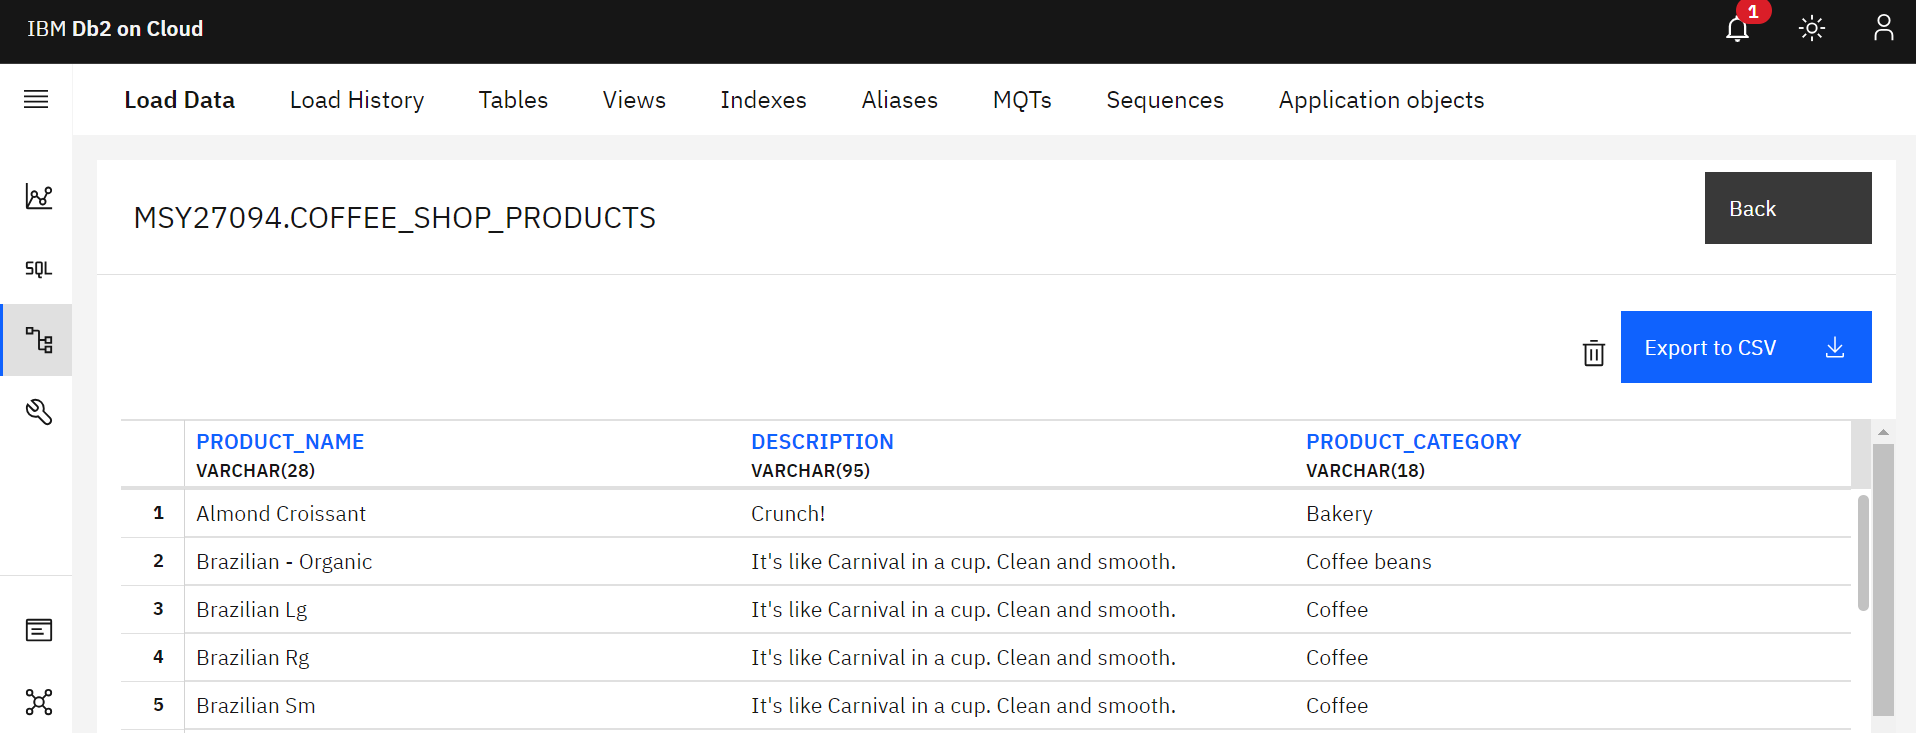 IBM Db2 on Cloud
1
Load Data Load History Tables Views Indexes Aliases MQTs Sequences Application objects
SQL
MSY27094.COFFEE_SHOP_PRODUCTS
Back
Export to CSV
PRODUCT_NAME DESCRIPTION PRODUCT_CATEGORY
VARCHAR(28) VARCHAR(95) VARCHAR(18)
1 Almond Croissant Crunch! Bakery
2 Brazilian - Organic It's like Carnival in a cup. Clean and smooth. Coffee beans
3 Brazilian Lg It's like Carnival in a cup. Clean and smooth. Coffee
4 Brazilian Rg It's like Carnival in a cup. Clean and smooth. Coffee
5 Brazilian Sm It's like Carnival in a cup. Clean and smooth. Coffee